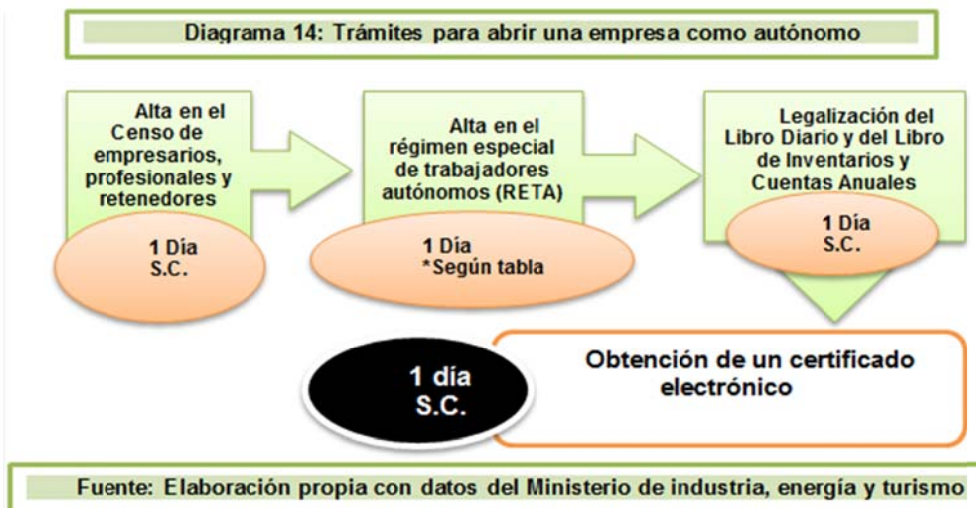 Diagrama 14: Trámites para abrir una empresa como autónomo
Alta en el
Censo de
empresarios,
profesionales y
retenedores
1 Día
S.C.
Alta en el
régimen especial
de trabajadores
autónomos (RETA)
1 Día
*Según tabla
Legalización del
Libro Diario y del Libro
de Inventarios y
Cuentas Anuales
1 Día
S.C.
1 día
S.C.
Obtención de un certificado
electrónico
Fuente: Elaboración propia con datos del Ministerio de industria, energía y turismo